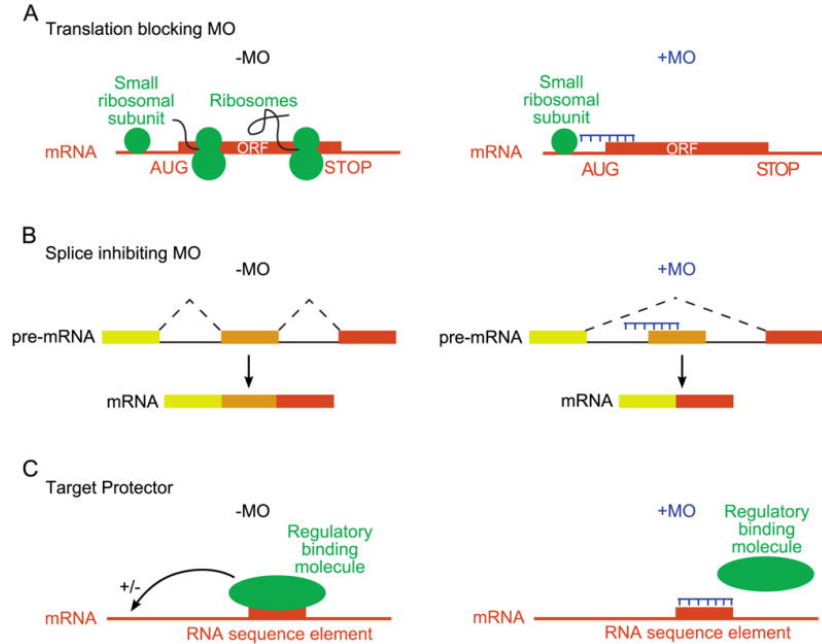 A
Translation blocking MO
-MO
Small
ribosomal
subunit
Ribosomes
mRNA
ORF
AUG
STOP
+MO
Small
ribosomal
subunit
mRNA
ORF
AUG
STOP
B
Splice inhibiting MO
-MO
pre-mRNA
mRNA
+MO
pre-mRNA
mRNA
C
Target Protector
-MO
Regulatory
binding
molecule
+/-
mRNA
RNA sequence element
+MO
Regulatory
binding
molecule
mRNA
RNA sequence element